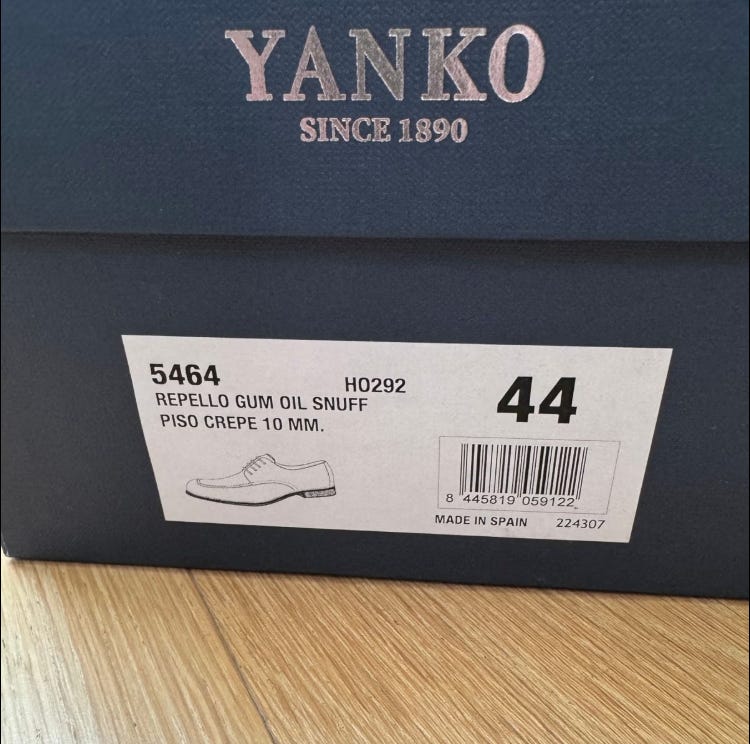 YANKO
SINCE 1890
5464 HO292 44
REPELLO GUM OIL SNUFF
PISO CREPE 10 MM.
8 445819 059122
MADE IN SPAIN 224307